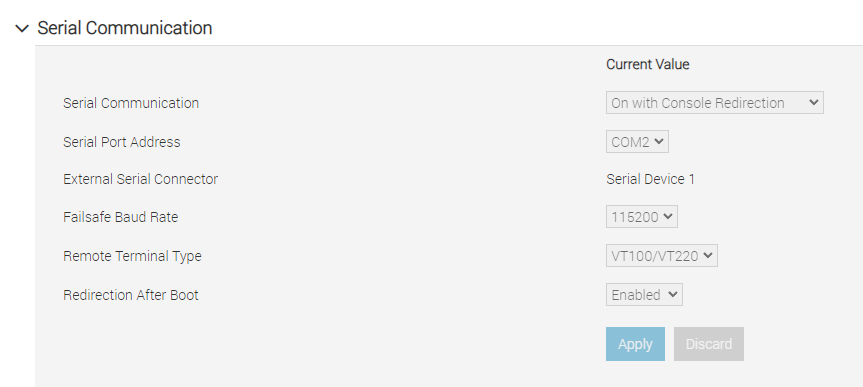 Serial Communication
Current Value
Serial Communication On with Console Redirection
Serial Port Address COM2
External Serial Connector Serial Device 1
Failsafe Baud Rate 115200
Remote Terminal Type VT100/VT220
Redirection After Boot Enabled
Apply Discard